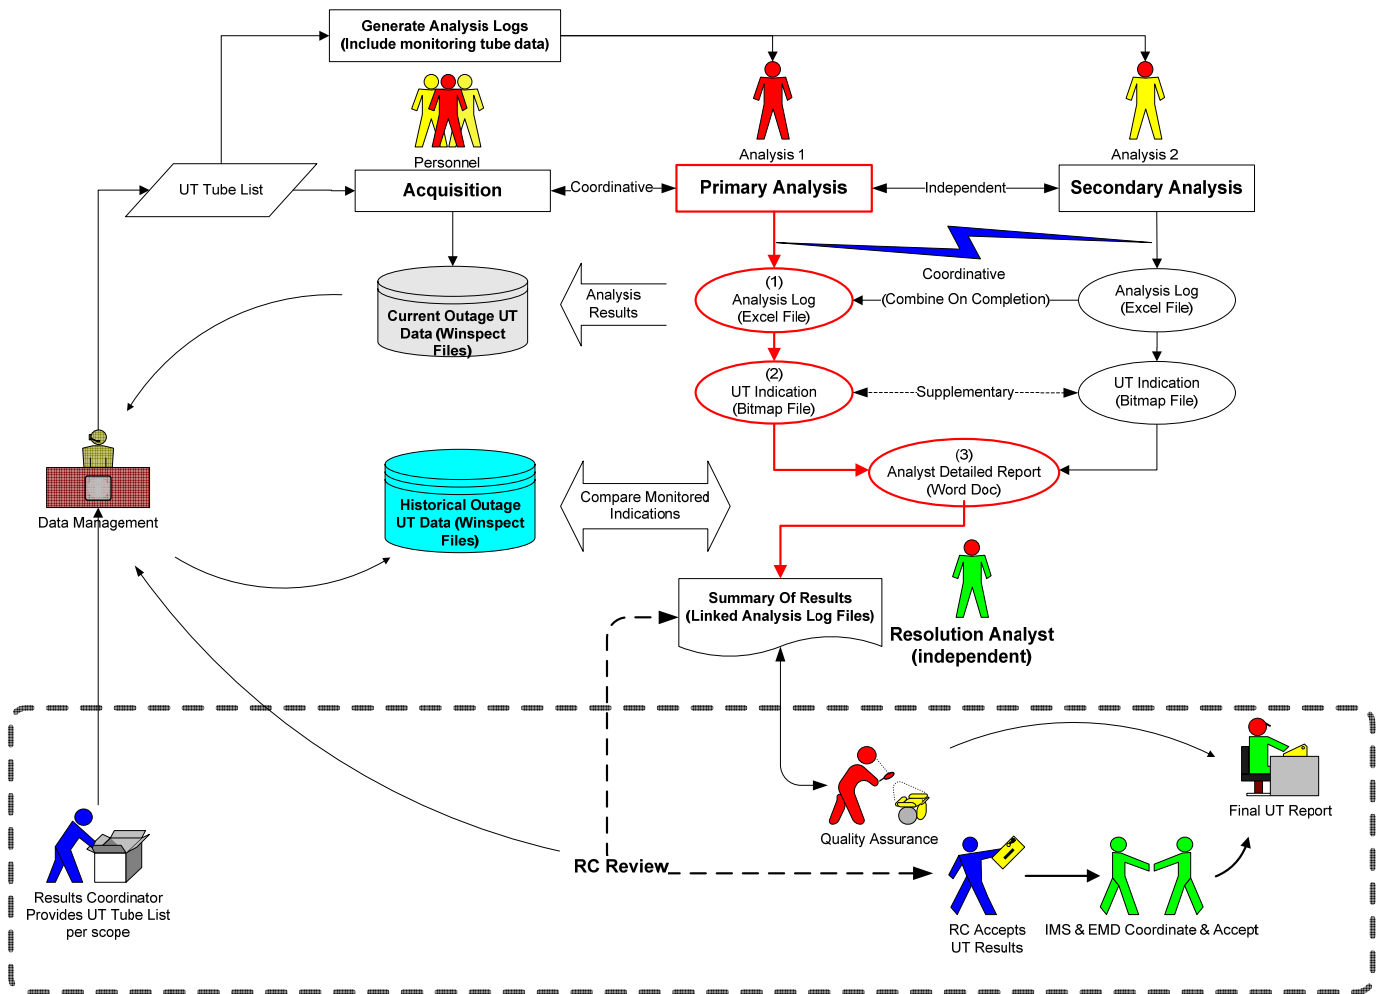 Generate Analysis Logs
(Include monitoring tube data)
Personnel
Analysis 1
Analysis 2
UT Tube List
Acquisition
Coordinative
Primary Analysis
Independent
Secondary Analysis
Coordinative
(Combine On Completion)
Analysis
Results
Current Outage UT
Data (Winspect
Files)
(1)
Analysis Log
(Excel File)
Analysis Log
(Excel File)
(2)
UT Indication
(Bitmap File)
Supplementary
UT Indication
(Bitmap File)
(3)
Analyst Detailed Report
(Word Doc)
Data Management
Historical Outage
UT Data (Winspect
Files)
Compare Monitored
Indications
Summary Of Results
(Linked Analysis Log Files)
Resolution Analyst
(independent)
Quality Assurance
Final UT Report
RC Review
Results Coordinator
Provides UT Tube List
per scope
RC Accepts
UT Results
IMS & EMD Coordinate & Accept